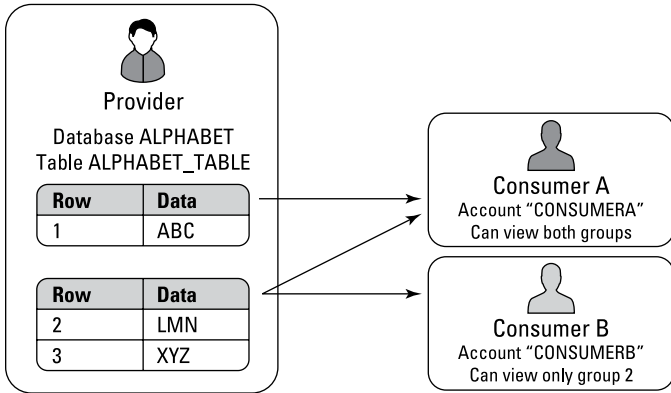 Provider
Database ALPHABET
Table ALPHABET_TABLE
Row Data
1 ABC
Row Data
2 LMN
3 XYZ
Consumer A
Account “CONSUMERA”
Can view both groups
Consumer B
Account “CONSUMERB”
Can view only group 2